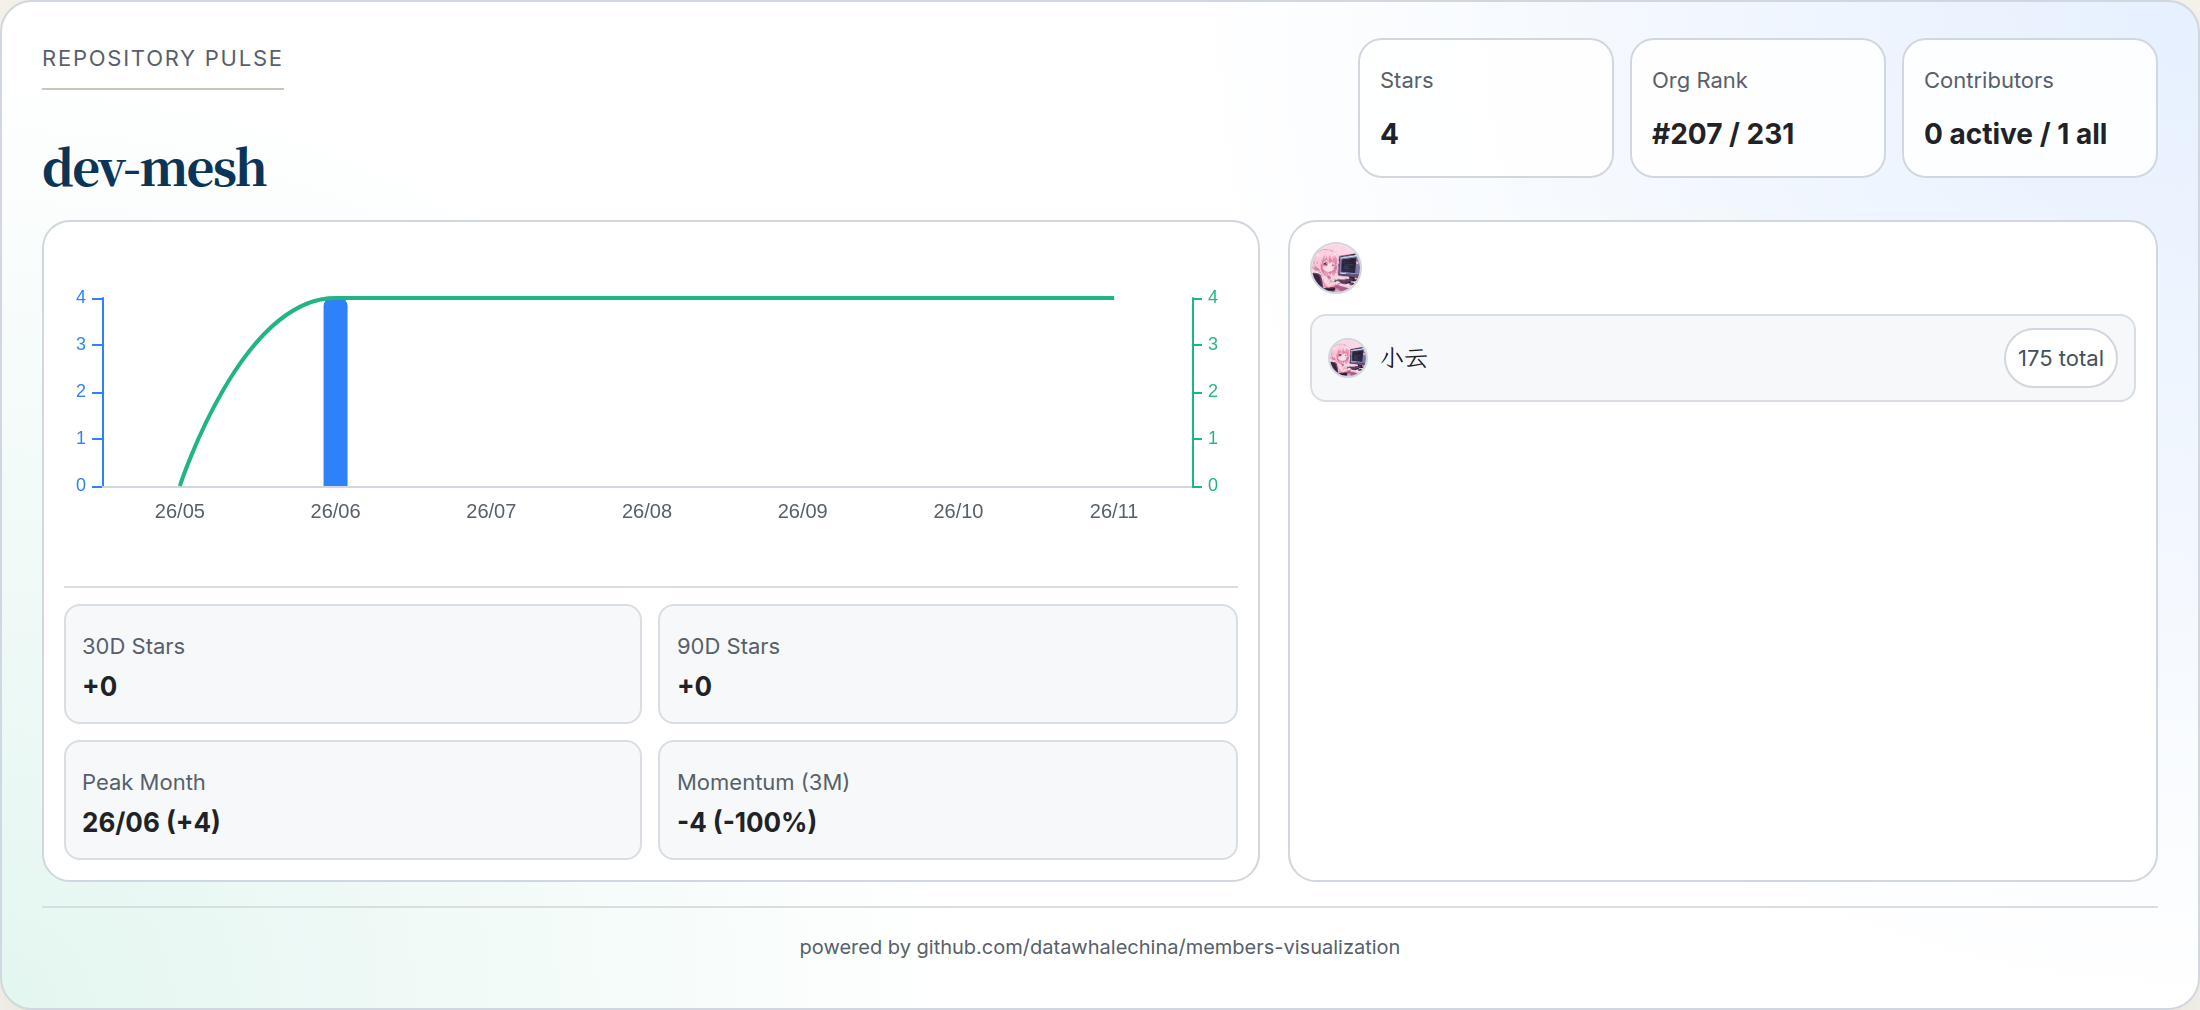 REPOSITORY PULSE
dev-mesh
Stars
4
Org Rank
#207 / 231
Contributors
0 active / 1 all
4
3
2
1
0
4
3
2
1
0
26/05 26/06 26/07 26/08 26/09 26/10 26/11
30D Stars
+0
90D Stars
+0
Peak Month
26/06 (+4)
Momentum (3M)
-4 (-100%)
小云
175 total
powered by github.com/datawhalechina/members-visualization